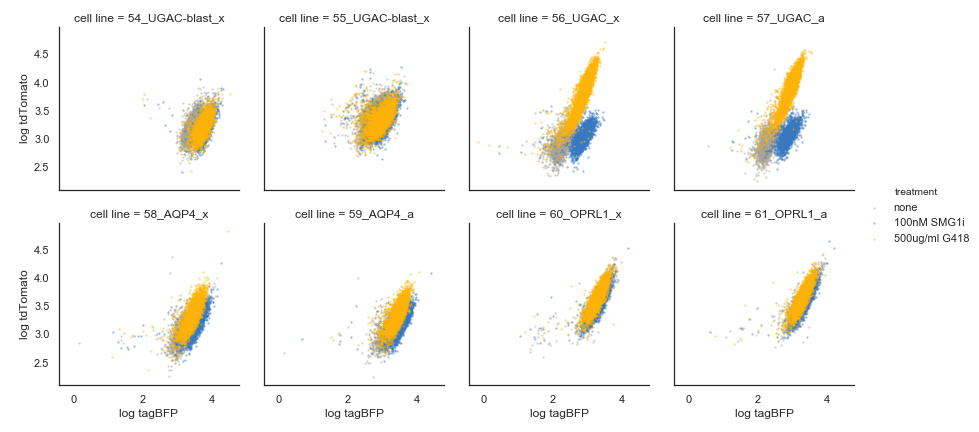 cell line = 54_UGAC-blast_x
cell line = 55_UGAC-blast_x
cell line = 56_UGAC_x
cell line = 57_UGAC_a
4.5
4.0
3.5
3.0
2.5
log tdTomato
treatment
none
100nM SMG1i
500ug/ml G418
cell line = 58_AQP4_x
cell line = 59_AQP4_a
cell line = 60_OPRL1_x
cell line = 61_OPRL1_a
4.5
4.0
3.5
3.0
2.5
log tdTomato
0 2 4
0 2 4
0 2 4
0 2 4
log tagBFP
log tagBFP
log tagBFP
log tagBFP